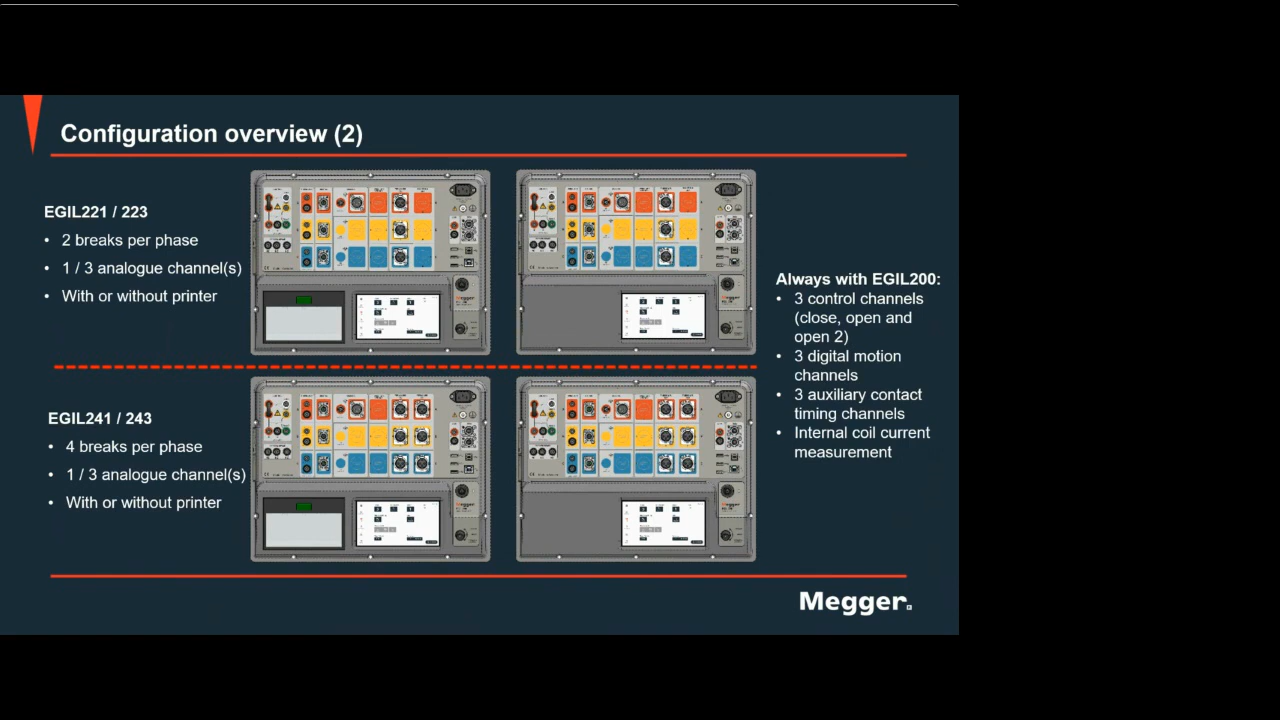 Configuration overview (2)
EGIL221 / 223
• 2 breaks per phase
• 1 / 3 analogue channel(s)
• With or without printer
EGIL241 / 243
• 4 breaks per phase
• 1 / 3 analogue channel(s)
• With or without printer
Always with EGIL200:
• 3 control channels
(close, open and
open 2)
• 3 digital motion
channels
• 3 auxiliary contact
timing channels
• Internal coil current
measurement
Megger.